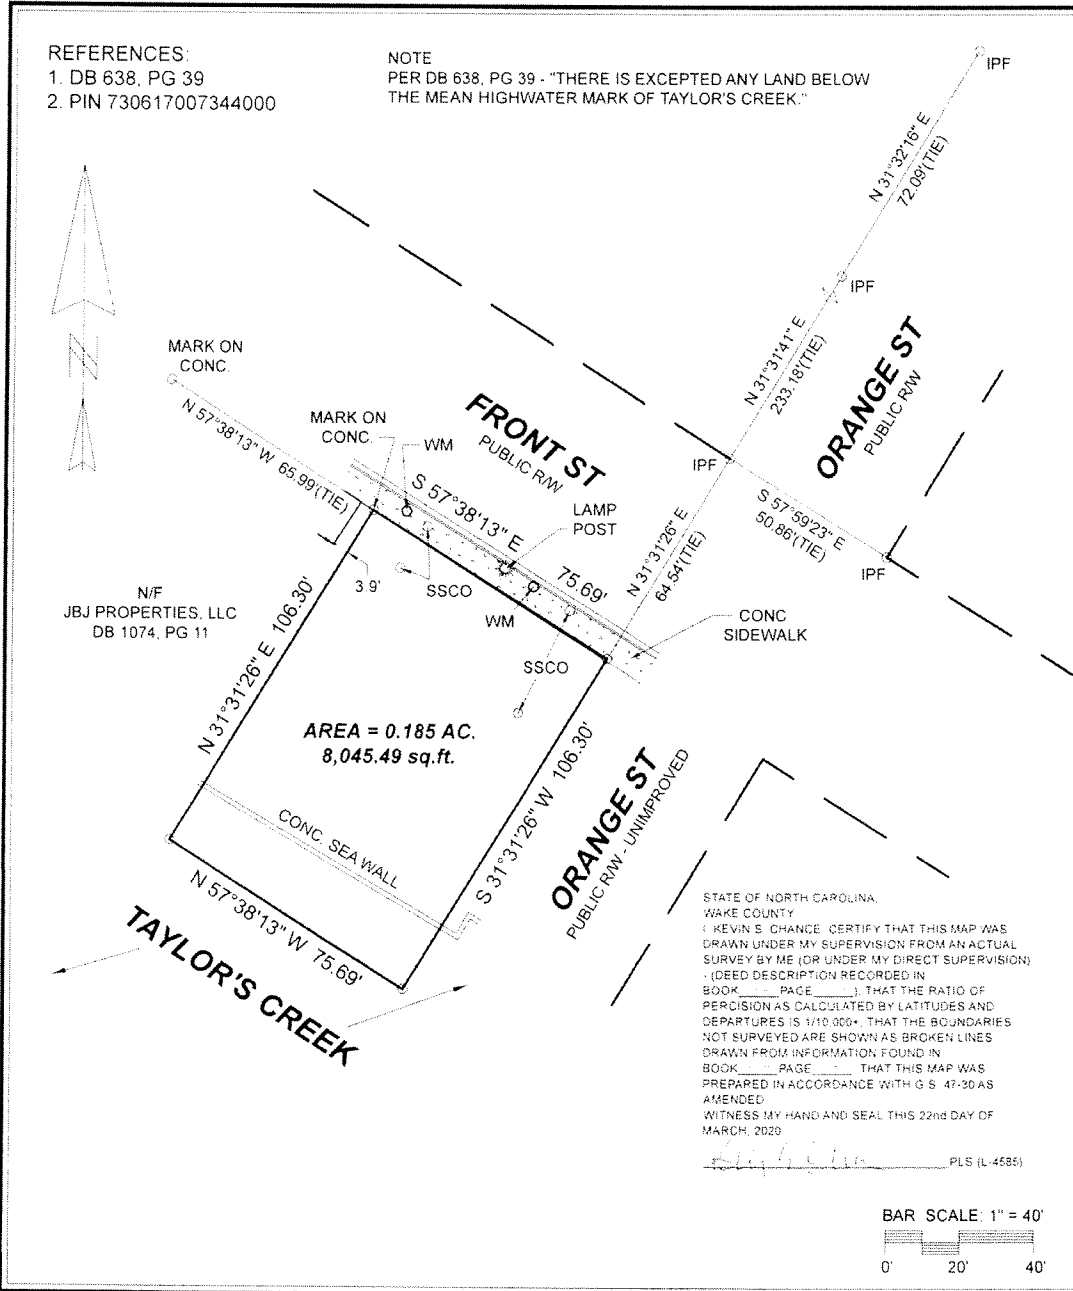 REFERENCES:
1. DB 638, PG 39
2. PIN 730617007344000
NOTE
PER DB 638, PG 39 - "THERE IS EXCEPTED ANY LAND BELOW
THE MEAN HIGHWATER MARK OF TAYLOR'S CREEK."
IPF
N 31°32'16" E
72.09'(TIE)
IPF
N 31°31'41" E
233.18'(TIE)
ORANGE ST
PUBLIC R/W
N
MARK ON
CONC.
N 57°38'13" W 65.99'(TIE)
MARK ON
CONC.
WM
FRONT ST
PUBLIC R/W
S 57°38'13" E
75.69'
LAMP
POST
IPF
S 57°59'23" E
50.86'(TIE)
IPF
N 31°31'26" E
64.54'(TIE)
3.9'
SSCO
WM
SSCO
CONC
SIDEWALK
N/F
JBJ PROPERTIES, LLC
DB 1074, PG 11
N 31°31'26" E 106.30'
AREA = 0.185 AC.
8,045.49 sq.ft.
S 31°31'26" W 106.30'
ORANGE ST
PUBLIC R/W - UNIMPROVED
CONC. SEA WALL
N 57°38'13" W 75.69'
TAYLOR'S CREEK
STATE OF NORTH CAROLINA,
WAKE COUNTY
I KEVIN S. CHANCE CERTIFY THAT THIS MAP WAS
DRAWN UNDER MY SUPERVISION FROM AN ACTUAL
SURVEY BY ME (OR UNDER MY DIRECT SUPERVISION)
- (DEED DESCRIPTION RECORDED IN
BOOK______PAGE______), THAT THE RATIO OF
PERCISION AS CALCULATED BY LATITUDES AND
DEPARTURES IS 1/10,000+, THAT THE BOUNDARIES
NOT SURVEYED ARE SHOWN AS BROKEN LINES
DRAWN FROM INFORMATION FOUND IN
BOOK______PAGE______ THAT THIS MAP WAS
PREPARED IN ACCORDANCE WITH G S 47-30 AS
AMENDED
WITNESS MY HAND AND SEAL THIS 22nd DAY OF
MARCH, 2020
PLS (L-4585)
BAR SCALE: 1" = 40'
0' 20' 40'